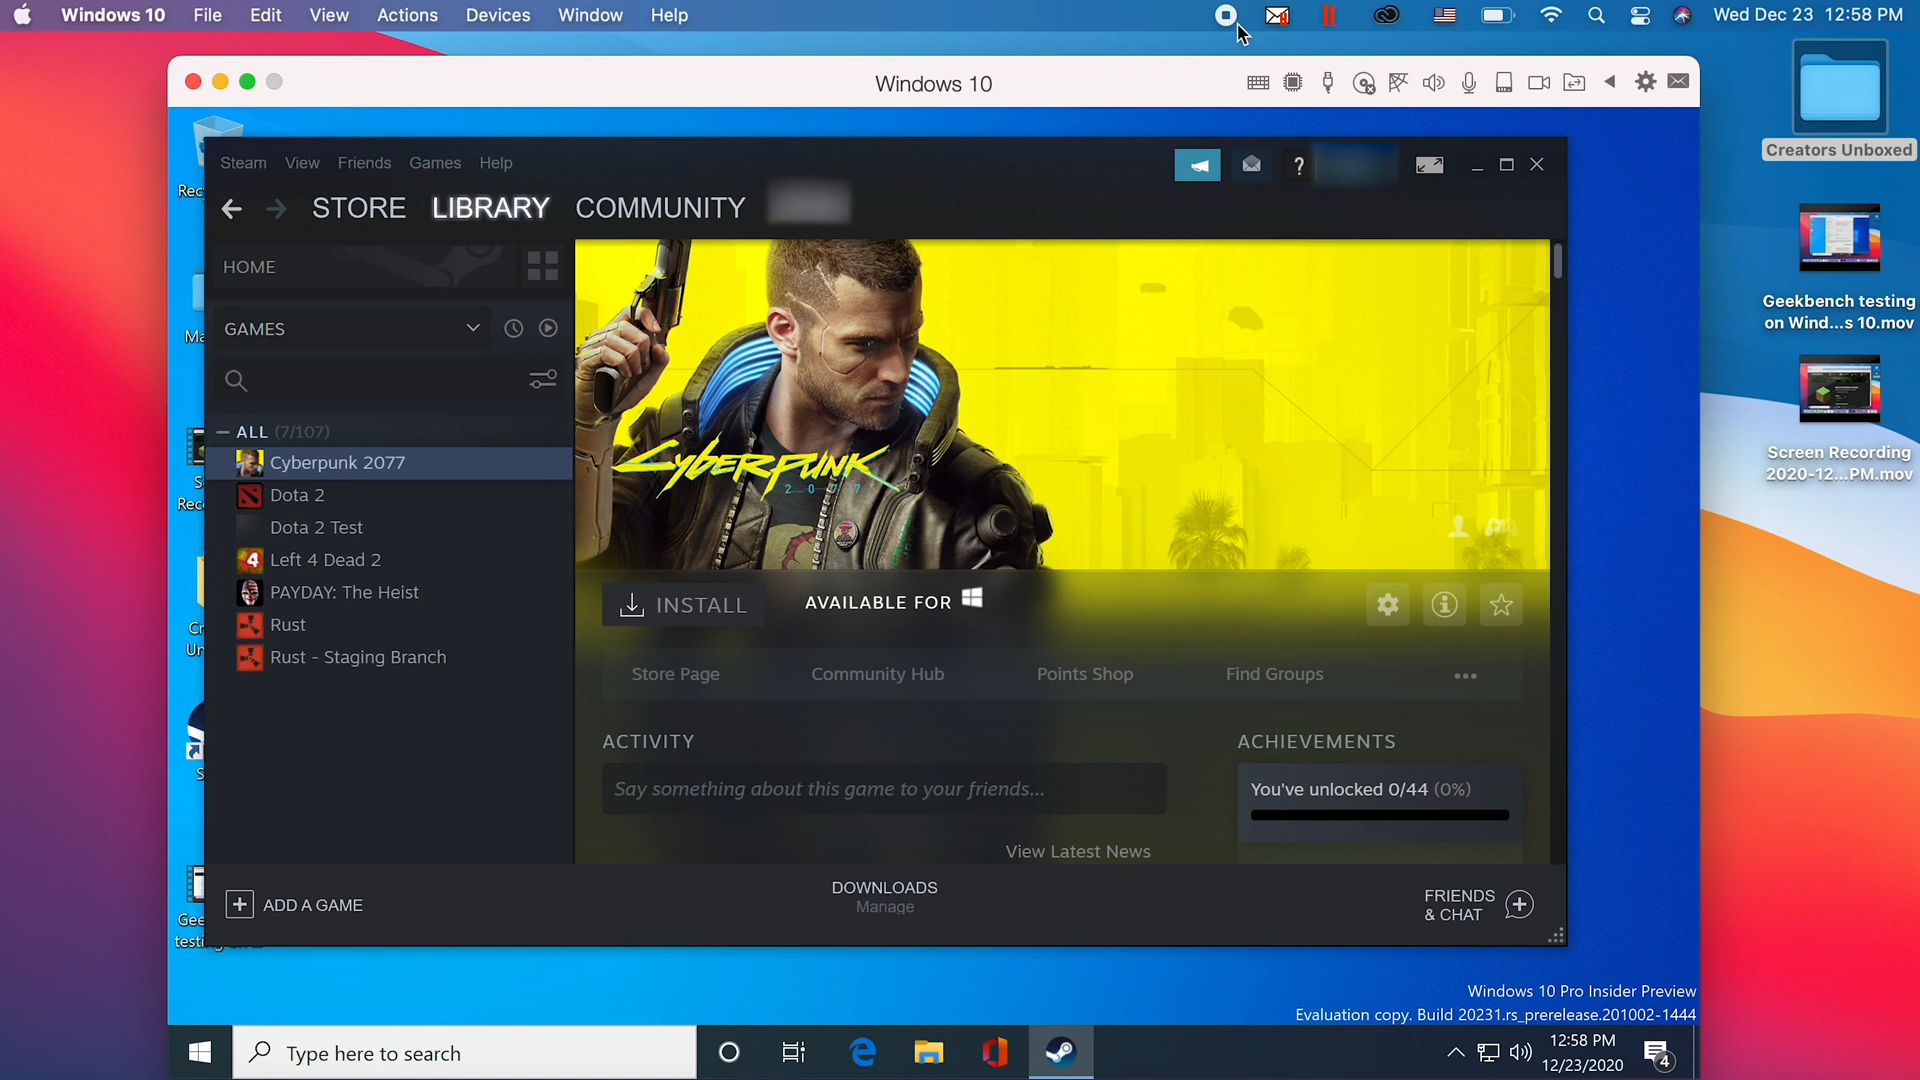 Windows 10 File Edit View Actions Devices Window Help Wed Dec 23 12:58 PM
Windows 10
Creators Unboxed
Geekbench testing
on Wind...s 10.mov
Screen Recording
2020-12...PM.mov
Steam View Friends Games Help
?
STORE LIBRARY COMMUNITY
HOME
GAMES
ALL (7/107)
Cyberpunk 2077
Dota 2
Dota 2 Test
Left 4 Dead 2
PAYDAY: The Heist
Rust
Rust - Staging Branch
CYBERPUNK
2077
INSTALL
AVAILABLE FOR
Store Page Community Hub Points Shop Find Groups
ACTIVITY
Say something about this game to your friends...
View Latest News
ACHIEVEMENTS
You've unlocked 0/44 (0%)
ADD A GAME
DOWNLOADS
Manage
FRIENDS
& CHAT
Windows 10 Pro Insider Preview
Evaluation copy. Build 20231.rs_prerelease.201002-1444
Type here to search
12:58 PM
12/23/2020
4